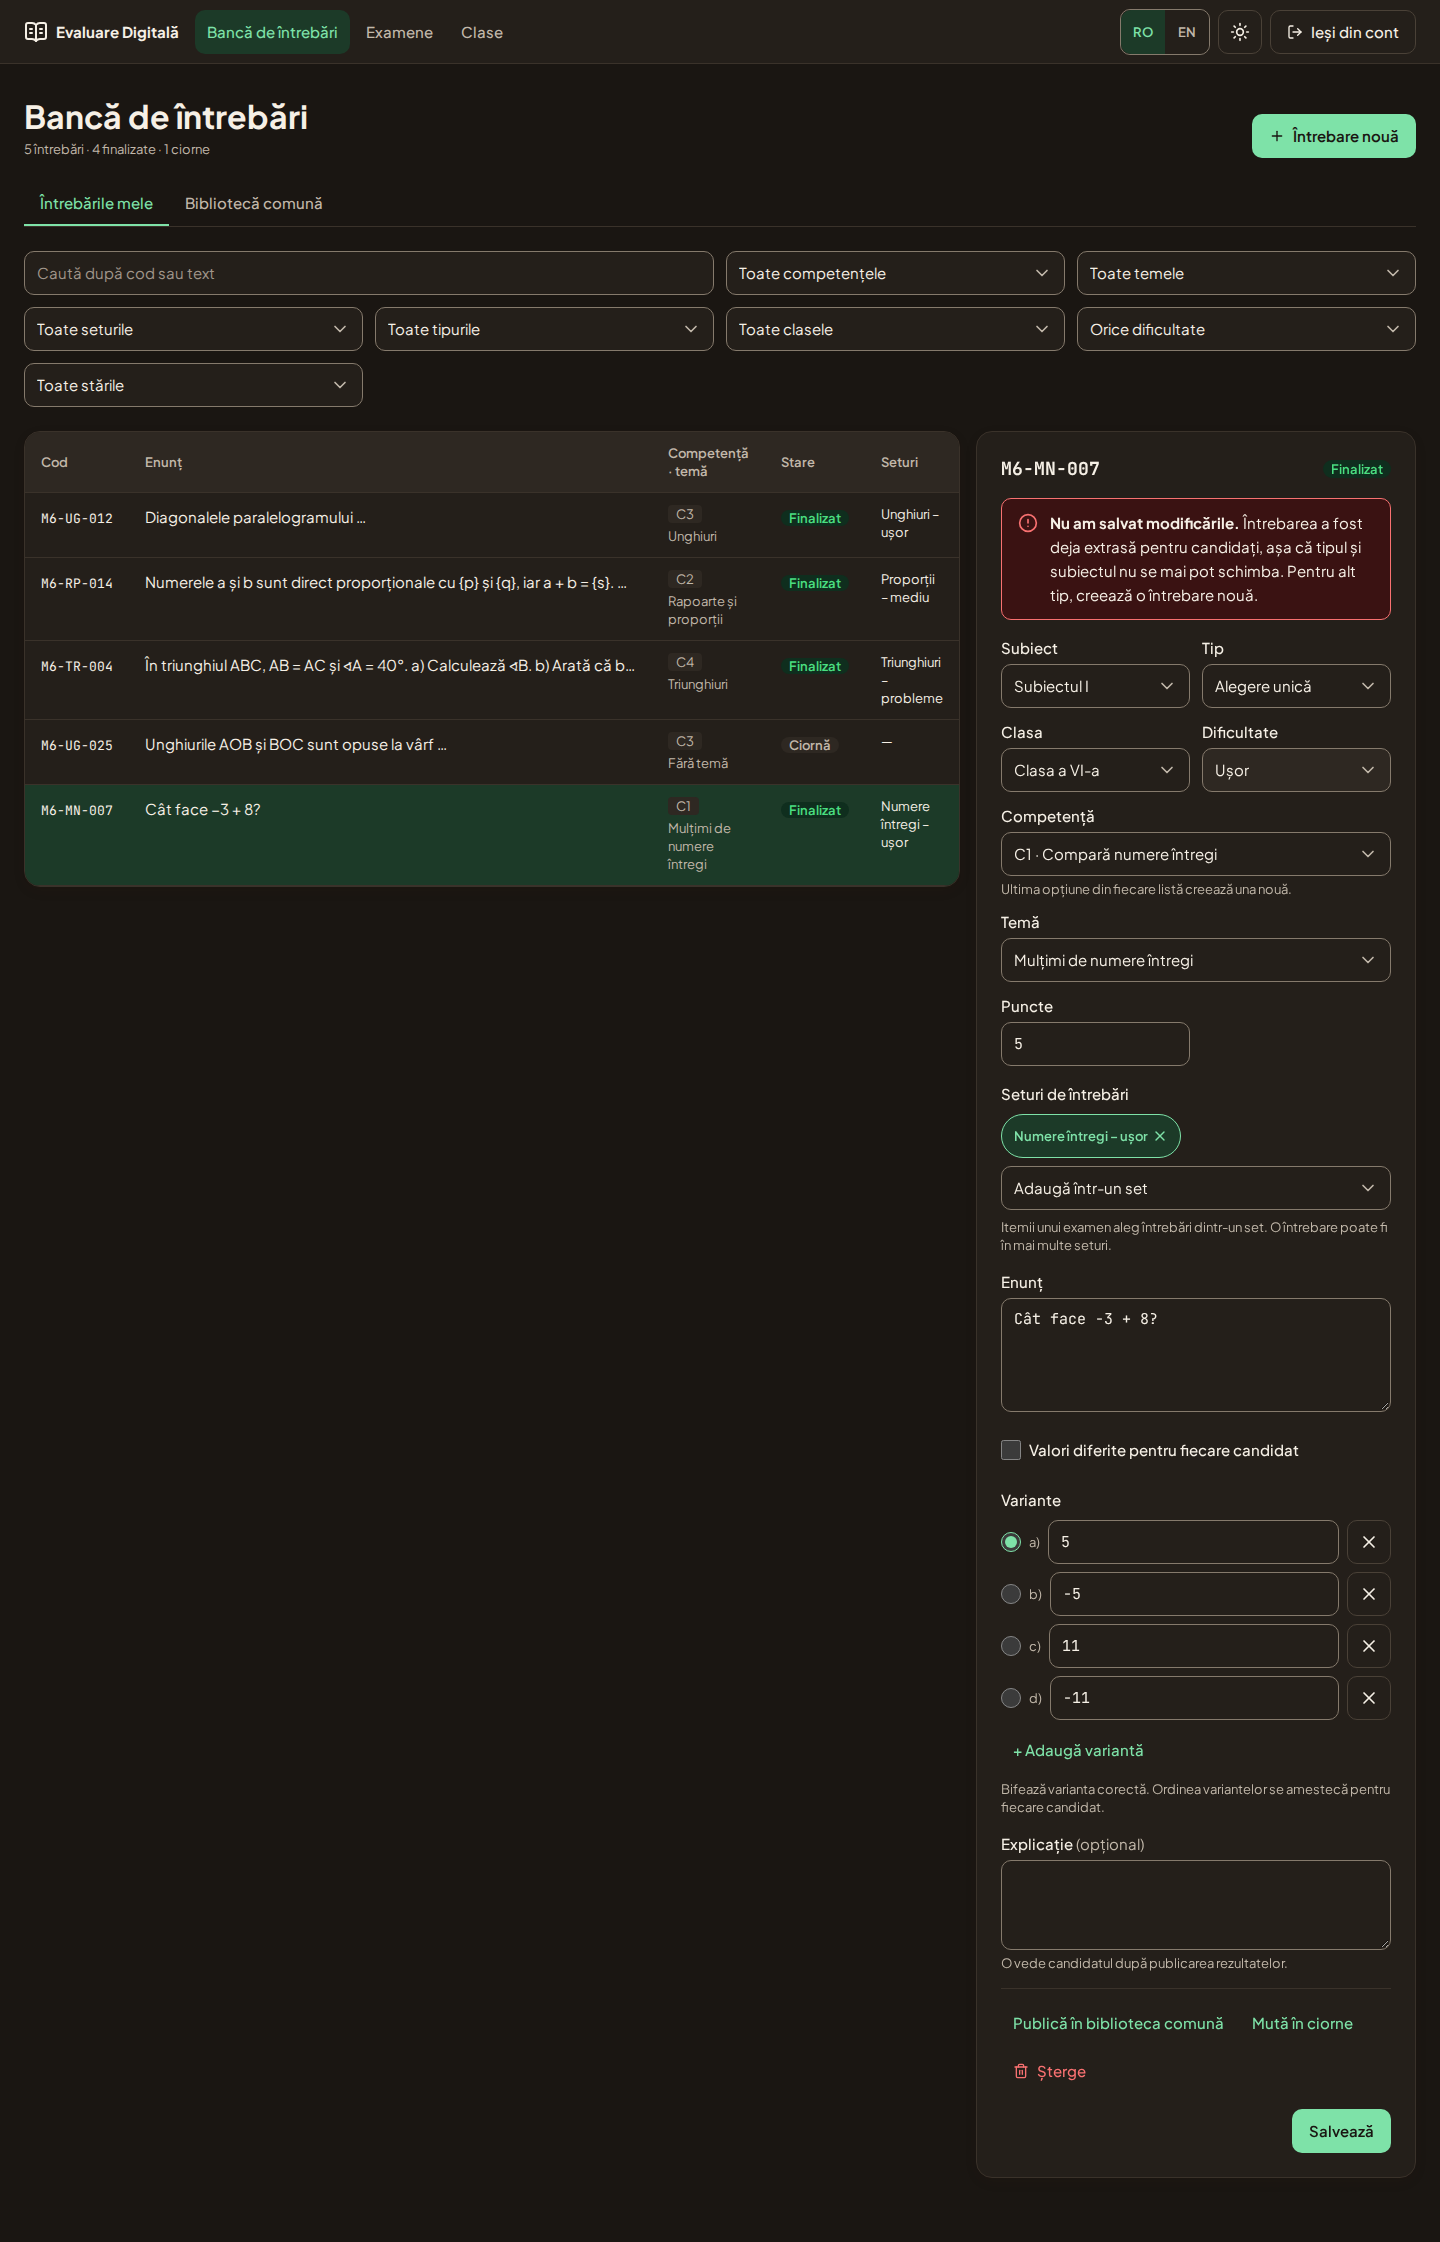 Evaluare Digitală
Bancă de întrebări
Examene
Clase
RO
EN
Ieși din cont
Bancă de întrebări
5 întrebări · 4 finalizate · 1 ciorne
+ Întrebare nouă
Întrebările mele
Bibliotecă comună
Caută după cod sau text
Toate competențele
Toate temele
Toate seturile
Toate tipurile
Toate clasele
Orice dificultate
Toate stările
Cod
Enunț
Competență
· temă
Stare
Seturi
M6-UG-012
Diagonalele paralelogramului ...
C3
Unghiuri
Finalizat
Unghiuri –
ușor
M6-RP-014
Numerele a și b sunt direct proporționale cu {p} și {q}, iar a + b = {s}. ...
C2
Rapoarte și
proporții
Finalizat
Proporții
– mediu
M6-TR-004
În triunghiul ABC, AB = AC și ∢A = 40°. a) Calculează ∢B. b) Arată că b...
C4
Triunghiuri
Finalizat
Triunghiuri
–
probleme
M6-UG-025
Unghiurile AOB și BOC sunt opuse la vârf ...
C3
Fără temă
Ciornă
—
M6-MN-007
Cât face −3 + 8?
C1
Mulțimi de
numere
întregi
Finalizat
Numere
întregi –
ușor
M6-MN-007
Finalizat
Nu am salvat modificările. Întrebarea a fost
deja extrasă pentru candidați, așa că tipul și
subiectul nu se mai pot schimba. Pentru alt
tip, creează o întrebare nouă.
Subiect
Tip
Subiectul I
Alegere unică
Clasa
Dificultate
Clasa a VI-a
Ușor
Competență
C1 · Compară numere întregi
Ultima opțiune din fiecare listă creează una nouă.
Temă
Mulțimi de numere întregi
Puncte
5
Seturi de întrebări
Numere întregi – ușor
Adaugă într-un set
Itemii unui examen aleg întrebări dintr-un set. O întrebare poate fi
în mai multe seturi.
Enunț
Cât face -3 + 8?
Valori diferite pentru fiecare candidat
Variante
a) 5
b) -5
c) 11
d) -11
+ Adaugă variantă
Bifează varianta corectă. Ordinea variantelor se amestecă pentru
fiecare candidat.
Explicație (opțional)
O vede candidatul după publicarea rezultatelor.
Publică în biblioteca comună
Mută în ciorne
Șterge
Salvează